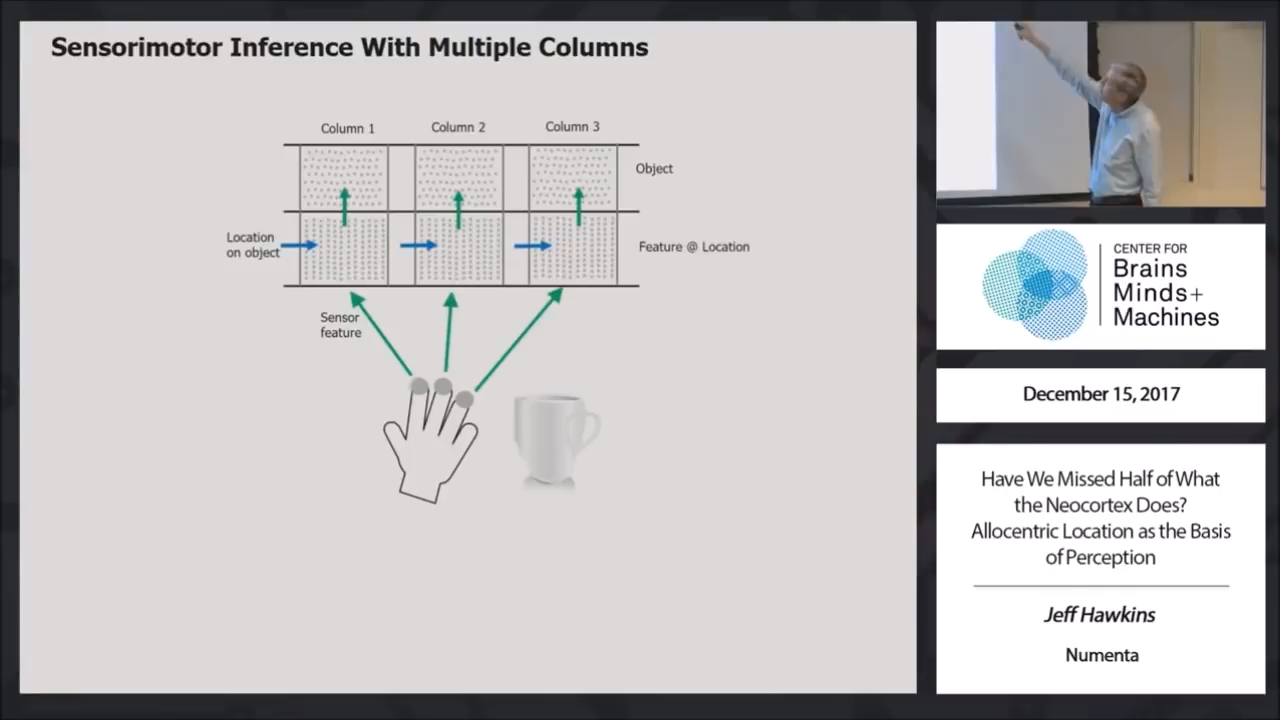 Sensorimotor Inference With Multiple Columns
Column 1
Column 2
Column 3
Object
Location
on object
Feature @ Location
Sensor
feature
CENTER FOR
Brains
Minds+
Machines
December 15, 2017
Have We Missed Half of What
the Neocortex Does?
Allocentric Location as the Basis
of Perception
Jeff Hawkins
Numenta